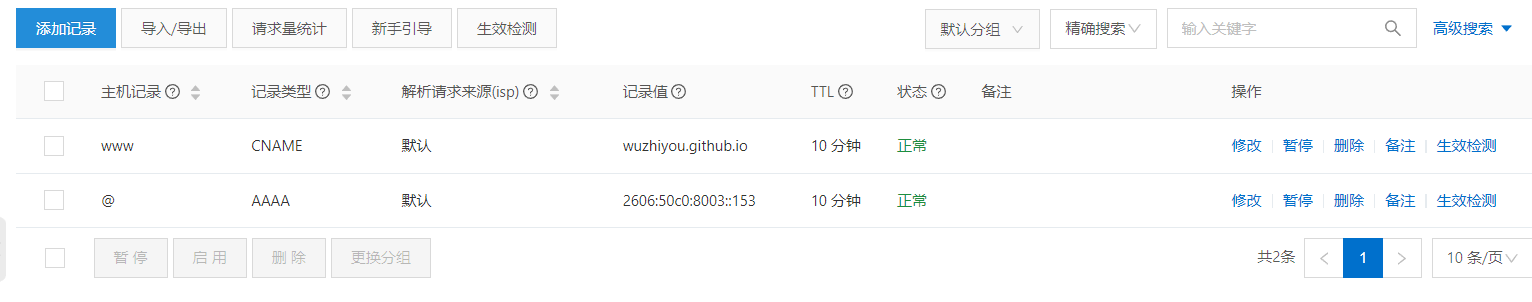 添加记录 导入/导出 请求量统计 新手引导 生效检测 默认分组 精确搜索 输入关键字 高级搜索
主机记录 记录类型 解析请求来源(isp) 记录值 TTL 状态 备注 操作
www CNAME 默认 wuzhiyou.github.io 10 分钟 正常 修改 暂停 删除 备注 生效检测
@ AAAA 默认 2606:50c0:8003::153 10 分钟 正常 修改 暂停 删除 备注 生效检测
暂停 启用 删除 更换分组 共2条 1 10 条/页